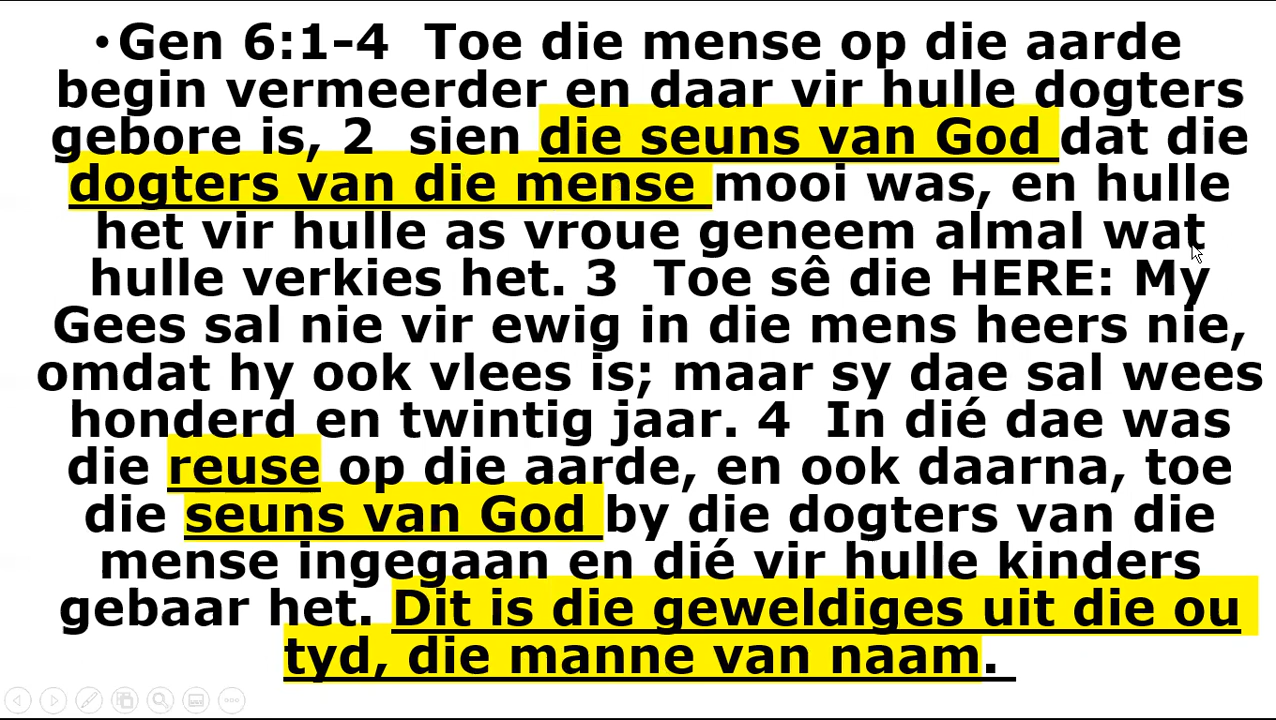 •Gen 6:1-4  Toe die mense op die aarde
begin vermeerder en daar vir hulle dogters
gebore is, 2  sien die seuns van God dat die
dogters van die mense mooi was, en hulle
het vir hulle as vroue geneem almal wat
hulle verkies het. 3  Toe sê die HERE: My
Gees sal nie vir ewig in die mens heers nie,
omdat hy ook vlees is; maar sy dae sal wees
honderd en twintig jaar. 4  In dié dae was
die reuse op die aarde, en ook daarna, toe
die seuns van God by die dogters van die
mense ingegaan en dié vir hulle kinders
gebaar het. Dit is die geweldiges uit die ou
tyd, die manne van naam.